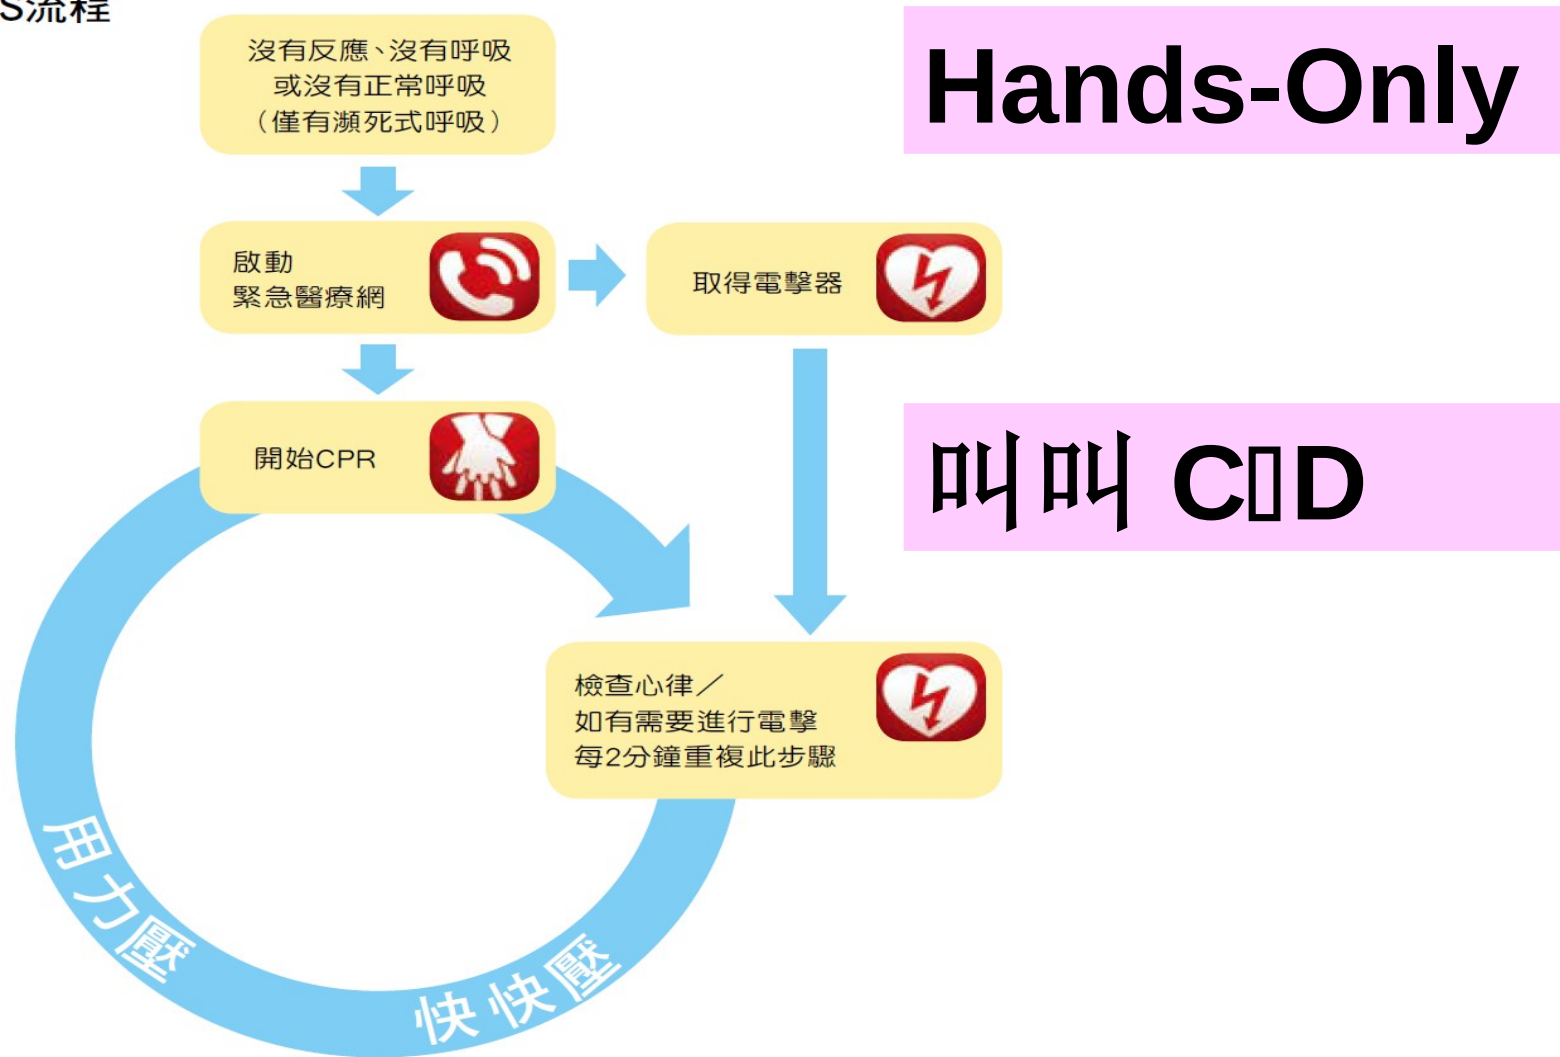 S流程
Hands-Only
沒有反應、沒有呼吸
或沒有正常呼吸
（僅有瀕死式呼吸）
啟動
緊急醫療網
取得電擊器
開始CPR
叫叫 C▯D
檢查心律／
如有需要進行電擊
每2分鐘重複此步驟
用力壓
快快壓